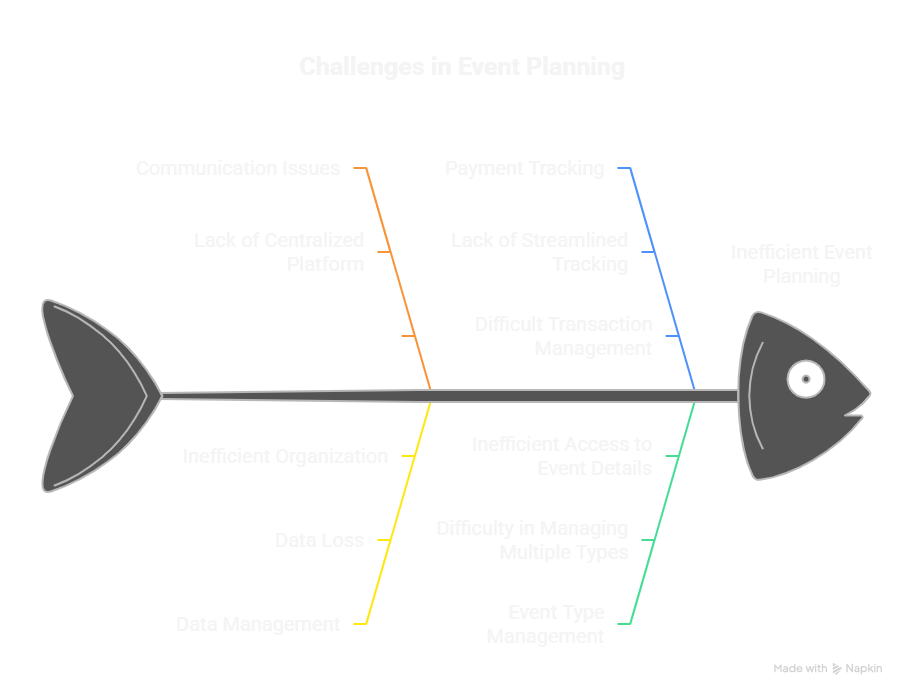 Challenges in Event Planning
Communication Issues
Payment Tracking
Lack of Centralized
Platform
Lack of Streamlined
Tracking
Inefficient Event
Planning
Difficult Transaction
Management
Inefficient Organization
Inefficient Access to
Event Details
Data Loss
Difficulty in Managing
Multiple Types
Data Management
Event Type
Management
Made with Napkin